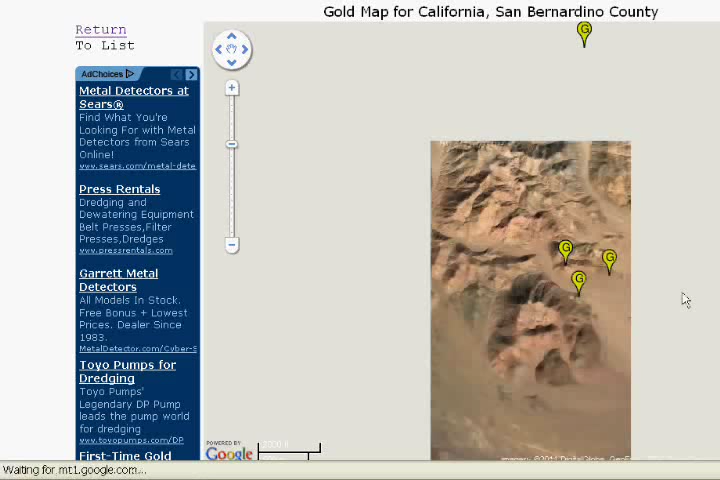 Gold Map for California, San Bernardino County
Return
To List
AdChoices
Metal Detectors at
Sears®
Find What You're
Looking For with Metal
Detectors from Sears
Online!
www.sears.com/metal-dete
Press Rentals
Dredging and
Dewatering Equipment
Belt Presses,Filter
Presses,Dredges
www.pressrentals.com
Garrett Metal
Detectors
All Models In Stock.
Free Bonus + Lowest
Prices. Dealer Since
1983.
MetalDetector.com/Cyber-S
Toyo Pumps for
Dredging
Toyo Pumps'
Legendary DP Pump
leads the pump world
for dredging
www.toyopumps.com/DP
First-Time Gold
G
G
G
G
POWERED BY
Google
Imagery ©2011 DigitalGlobe, GeoE
Waiting for mt1.google.com...